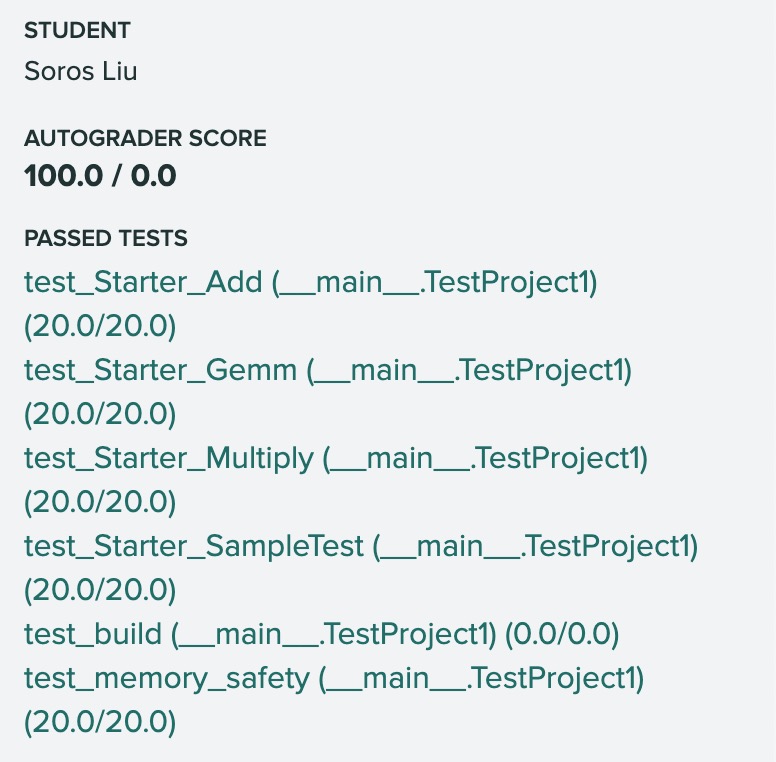 STUDENT
Soros Liu
AUTOGRADER SCORE
100.0 / 0.0
PASSED TESTS
test_Starter_Add (__main__.TestProject1)
(20.0/20.0)
test_Starter_Gemm (__main__.TestProject1)
(20.0/20.0)
test_Starter_Multiply (__main__.TestProject1)
(20.0/20.0)
test_Starter_SampleTest (__main__.TestProject1)
(20.0/20.0)
test_build (__main__.TestProject1) (0.0/0.0)
test_memory_safety (__main__.TestProject1)
(20.0/20.0)